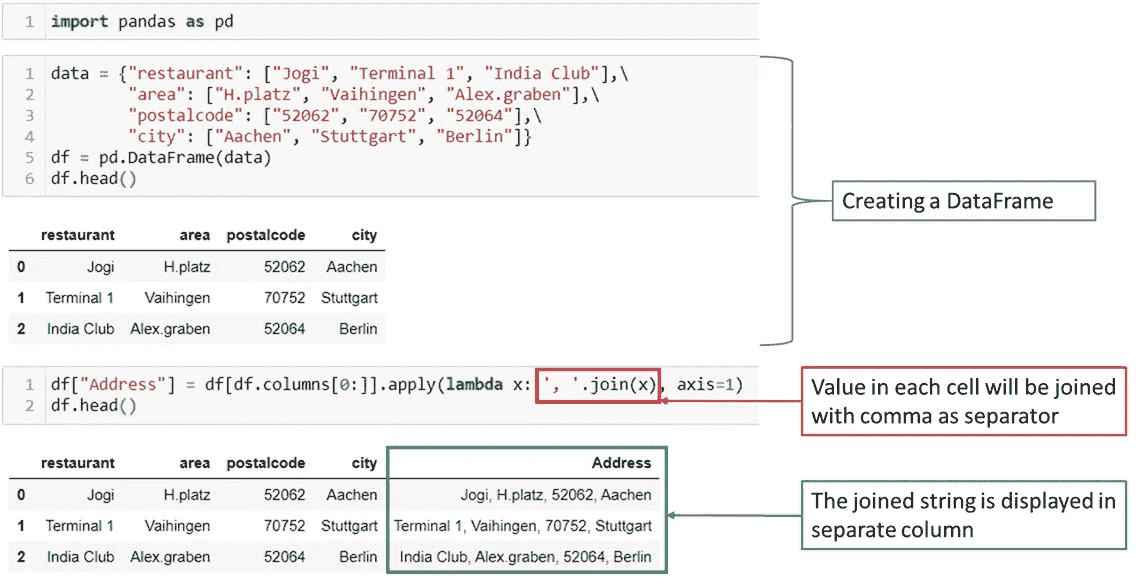 1 import pandas as pd
1 data = {"restaurant": ["Jogi", "Terminal 1", "India Club"],\
2 "area": ["H.platz", "Vaihingen", "Alex.graben"],\
3 "postalcode": ["52062", "70752", "52064"],\
4 "city": ["Aachen", "Stuttgart", "Berlin"]}
5 df = pd.DataFrame(data)
6 df.head()
Creating a DataFrame
restaurant area postalcode city
0 Jogi H.platz 52062 Aachen
1 Terminal 1 Vaihingen 70752 Stuttgart
2 India Club Alex.graben 52064 Berlin
1 df["Address"] = df[df.columns[0:]].apply(lambda x: ', '.join(x), axis=1)
2 df.head()
Value in each cell will be joined
with comma as separator
restaurant area postalcode city Address
0 Jogi H.platz 52062 Aachen Jogi, H.platz, 52062, Aachen
1 Terminal 1 Vaihingen 70752 Stuttgart Terminal 1, Vaihingen, 70752, Stuttgart
2 India Club Alex.graben 52064 Berlin India Club, Alex.graben, 52064, Berlin
The joined string is displayed in
separate column